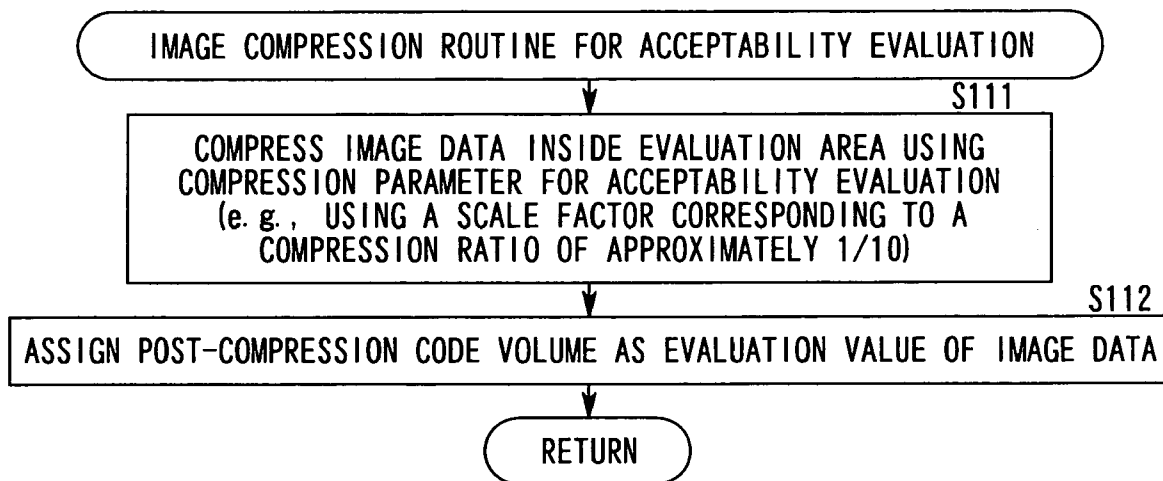 IMAGE COMPRESSION ROUTINE FOR ACCEPTABILITY EVALUATION
S111
COMPRESS IMAGE DATA INSIDE EVALUATION AREA USING
COMPRESSION PARAMETER FOR ACCEPTABILITY EVALUATION
(e.g., USING A SCALE FACTOR CORRESPONDING TO A
COMPRESSION RATIO OF APPROXIMATELY 1/10)
S112
ASSIGN POST-COMPRESSION CODE VOLUME AS EVALUATION VALUE OF IMAGE DATA
RETURN